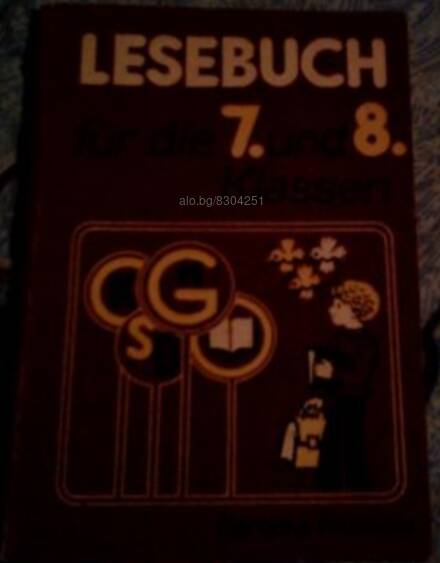 LESEBUCH
für die 7. und 8.
Klassen
alo.bg/8304251
G
G
S